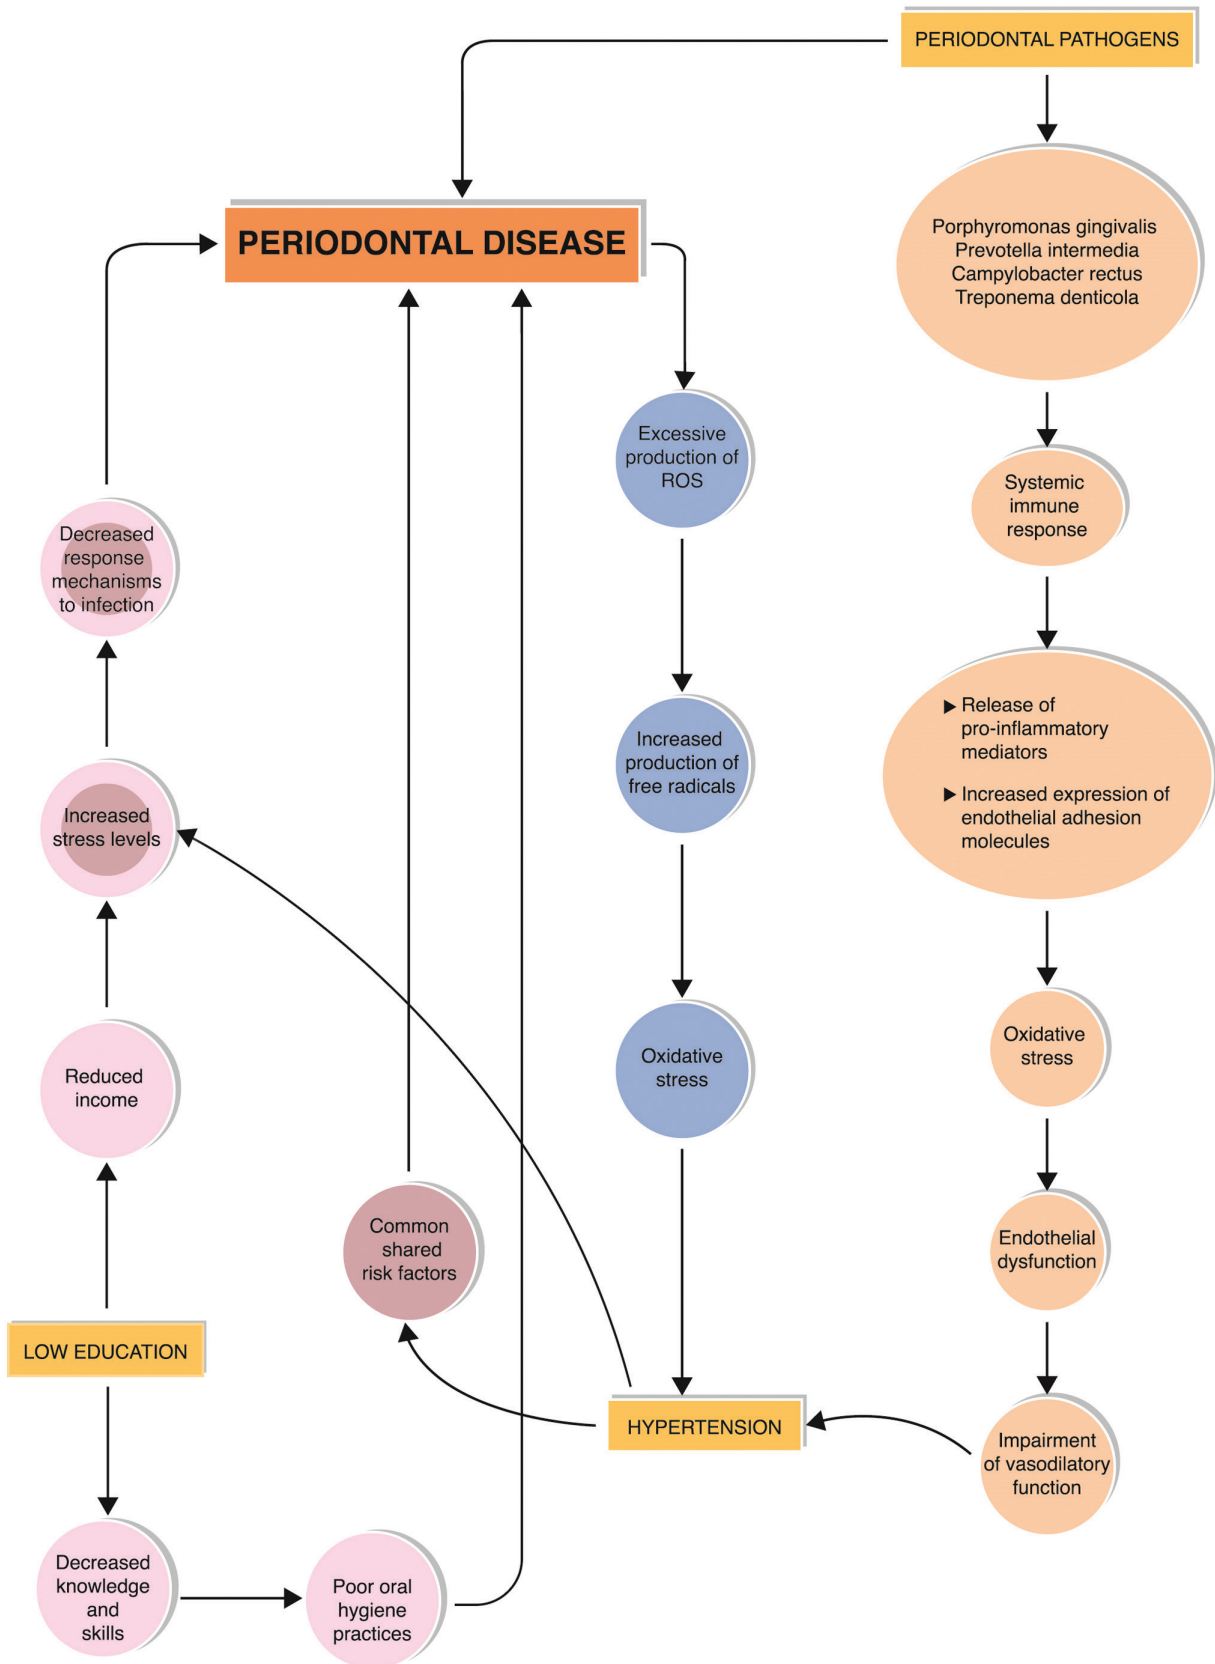 PERIODONTAL PATHOGENS
Porphyromonas gingivalis
Prevotella intermedia
Campylobacter rectus
Treponema denticola
PERIODONTAL DISEASE
Excessive
production of
ROS
Systemic
immune
response
Decreased
response
mechanisms
to infection
▶ Release of
pro-inflammatory
mediators
▶ Increased expression of
endothelial adhesion
molecules
Increased
production of
free radicals
Increased
stress levels
Oxidative
stress
Oxidative
stress
Reduced
income
Common
shared
risk factors
Endothelial
dysfunction
LOW EDUCATION
HYPERTENSION
Impairment
of vasodilatory
function
Decreased
knowledge
and
skills
Poor oral
hygiene
practices